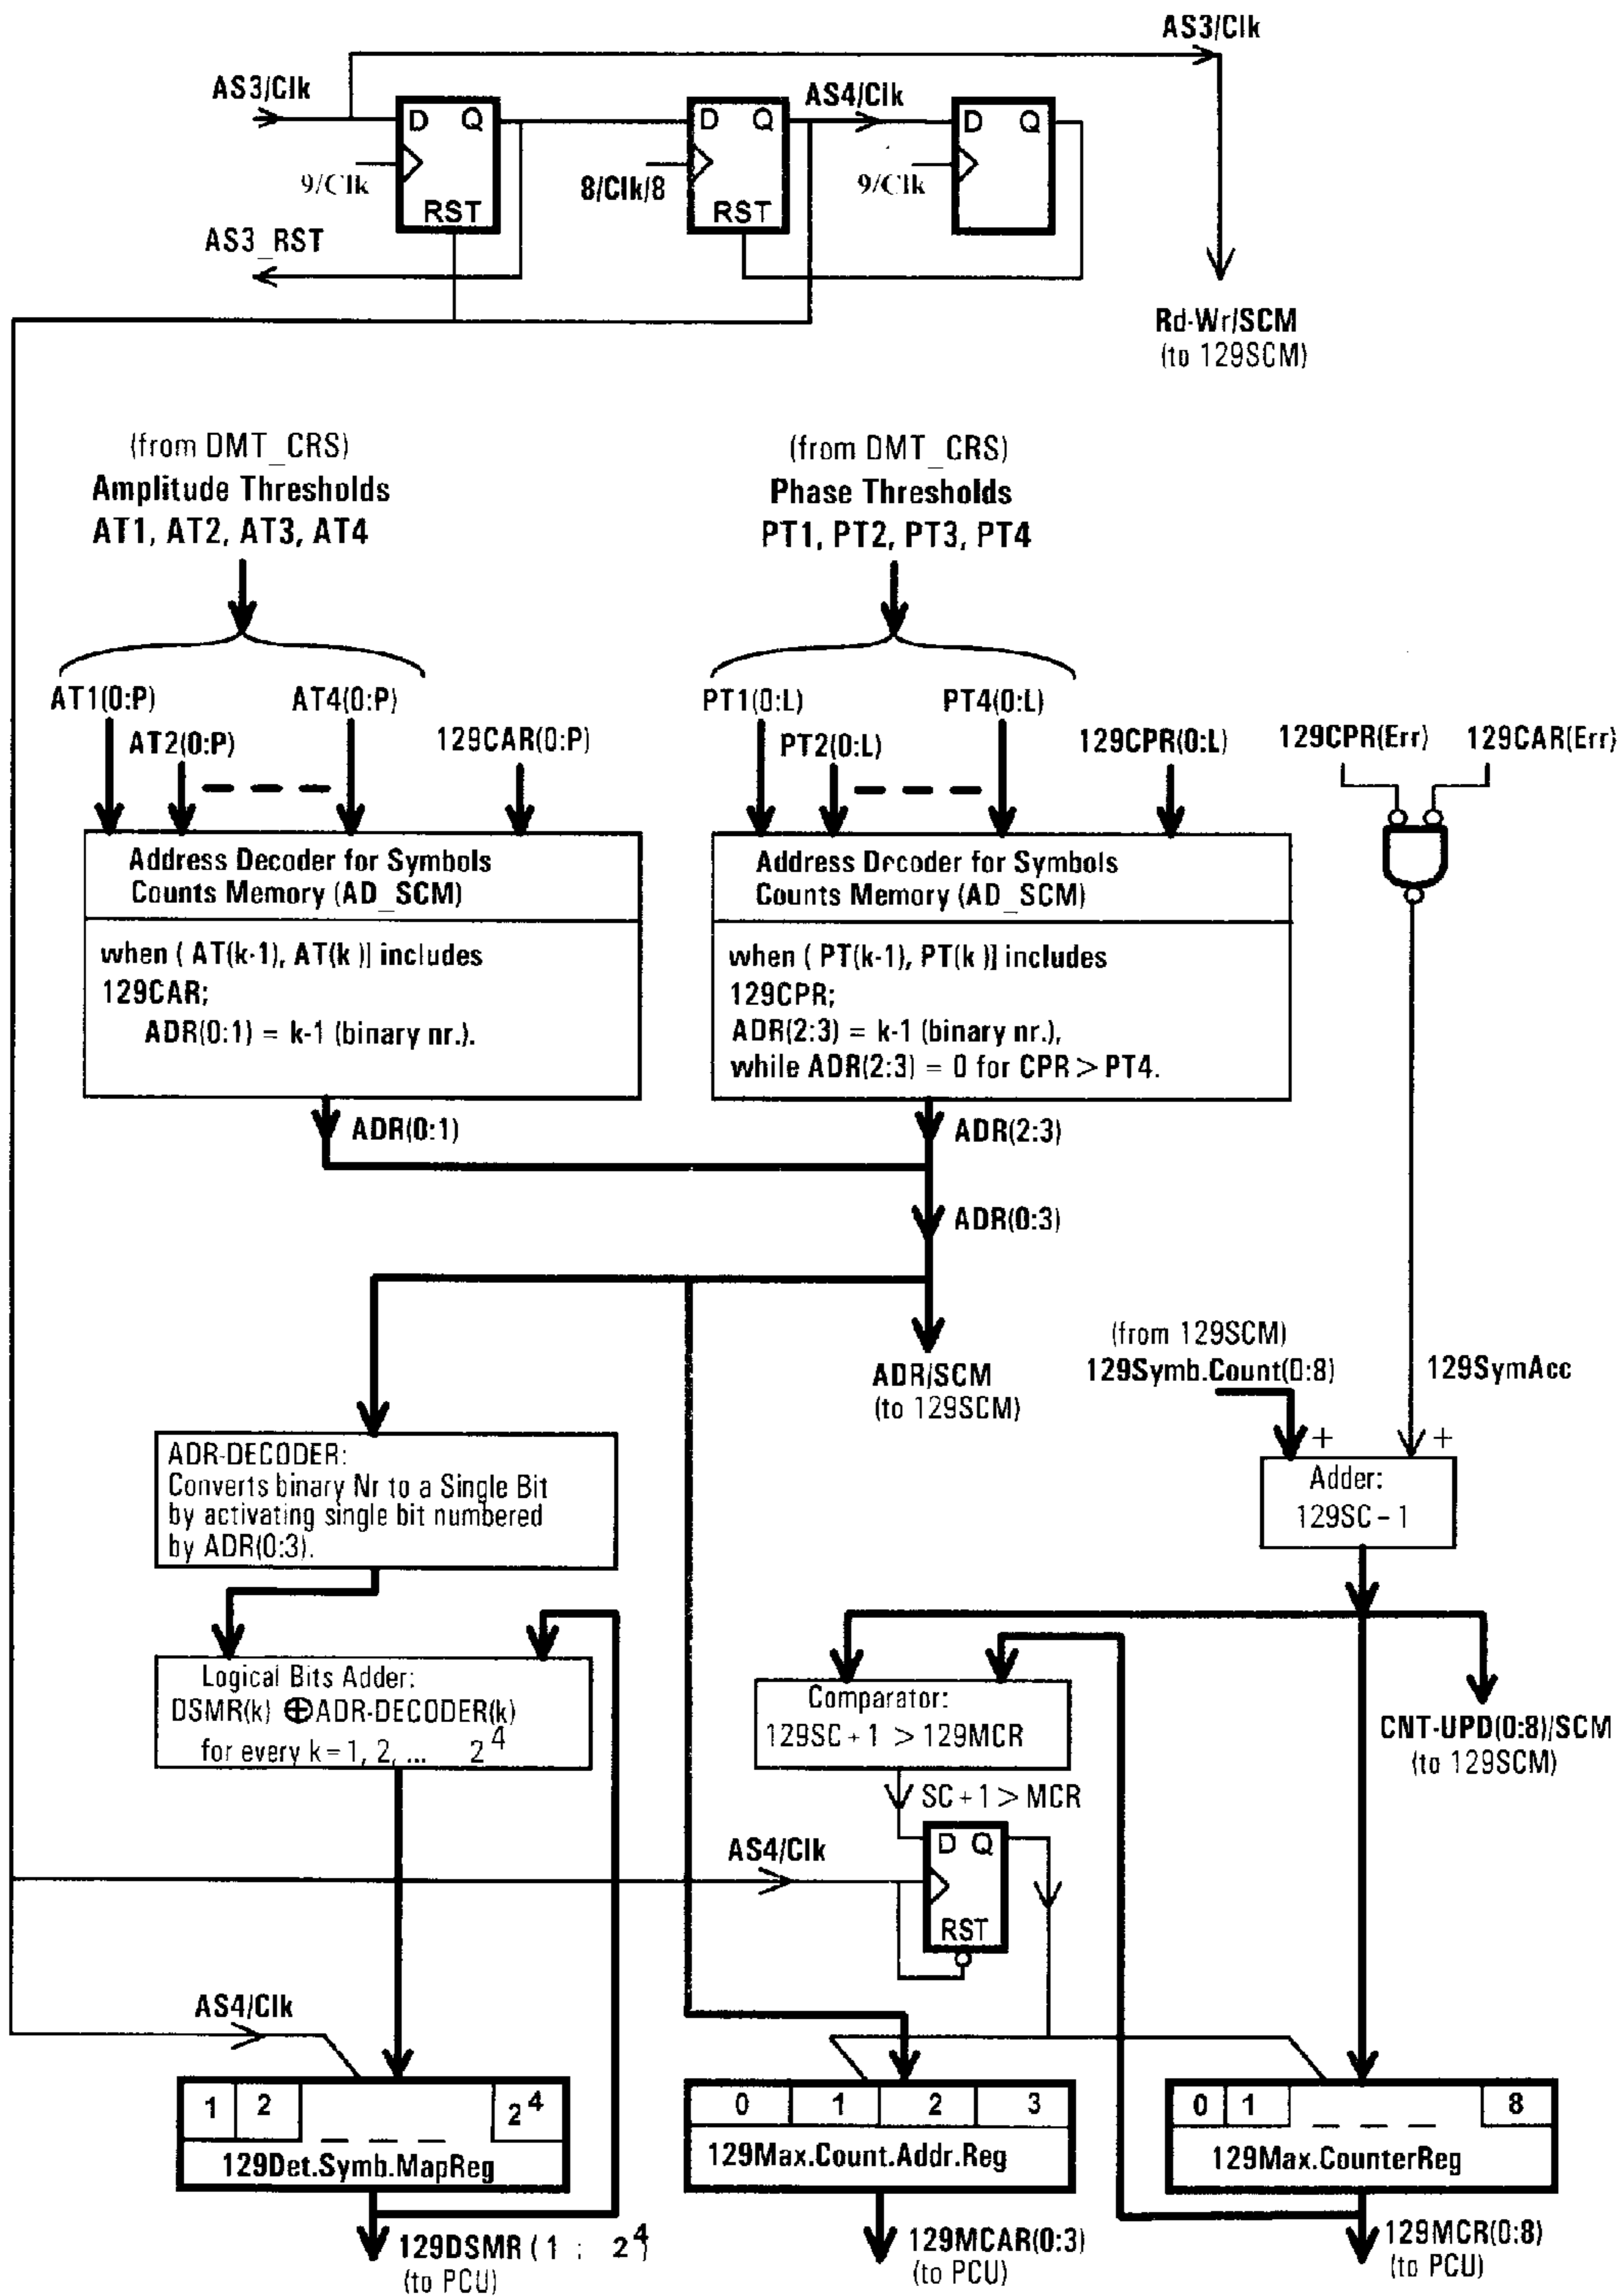 AS3/Clk
AS3/Clk
D Q
D Q
AS4/Clk
D Q
9/Clk
8/Clk/8
9/Clk
RST
RST
AS3_RST
Rd-Wr/SCM
(to 129SCM)
(from DMT_CRS)
Amplitude Thresholds
AT1, AT2, AT3, AT4
(from DMT_CRS)
Phase Thresholds
PT1, PT2, PT3, PT4
AT1(0:P)
AT2(0:P)
AT4(0:P)
129CAR(0:P)
PT1(0:L)
PT2(0:L)
PT4(0:L)
129CPR(0:L)
129CPR(Err)
129CAR(Err)
Address Decoder for Symbols
Counts Memory (AD_SCM)
when ( AT(k-1), AT(k )] includes
129CAR;
ADR(0:1) = k-1 (binary nr.).
Address Decoder for Symbols
Counts Memory (AD_SCM)
when ( PT(k-1), PT(k )] includes
129CPR;
ADR(2:3) = k-1 (binary nr.),
while ADR(2:3) = 0 for CPR > PT4.
ADR(0:1)
ADR(2:3)
ADR(0:3)
ADR/SCM
(to 129SCM)
(from 129SCM)
129Symb.Count(0:8)
129SymAcc
+ +
Adder:
129SC - 1
ADR-DECODER:
Converts binary Nr to a Single Bit
by activating single bit numbered
by ADR(0:3).
Logical Bits Adder:
DSMR(k) ⊕ADR-DECODER(k)
for every k = 1, 2, ... 2^4
Comparator:
129SC + 1 > 129MCR
CNT-UPD(0:8)/SCM
(to 129SCM)
SC + 1 > MCR
D Q
AS4/Clk
RST
AS4/Clk
1 2 2^4
129Det.Symb.MapReg
0 1 2 3
129Max.Count.Addr.Reg
0 1 8
129Max.CounterReg
129DSMR ( 1 : 2^4)
(to PCU)
129MCAR(0:3)
(to PCU)
129MCR(0:8)
(to PCU)